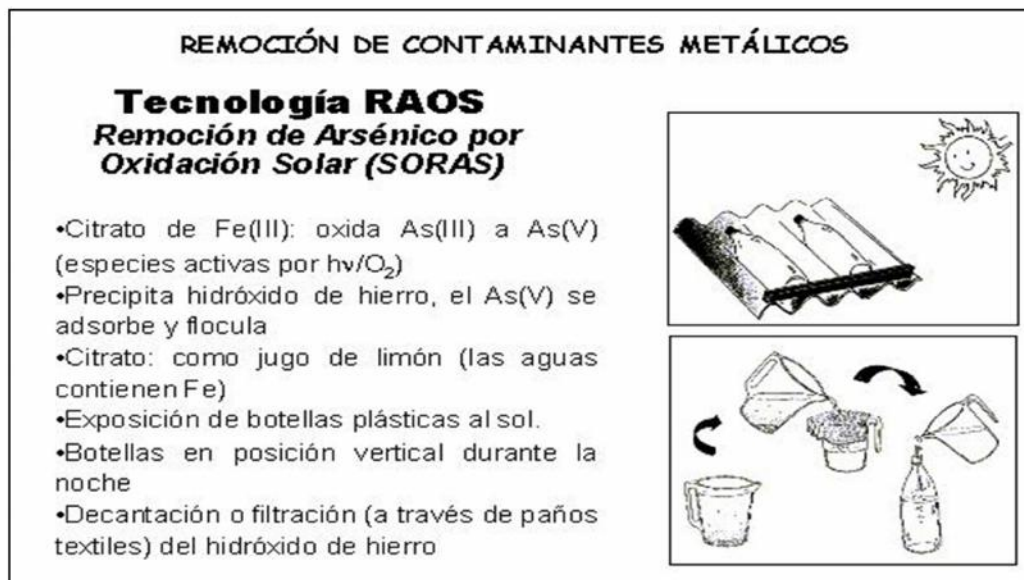 REMOCIÓN DE CONTAMINANTES METÁLICOS
Tecnología RAOS
Remoción de Arsénico por
Oxidación Solar (SORAS)
•Citrato de Fe(III): oxida As(III) a As(V)
(especies activas por hν/O₂)
•Precipita hidróxido de hierro, el As(V) se
adsorbe y flocula
•Citrato: como jugo de limón (las aguas
contienen Fe)
•Exposición de botellas plásticas al sol.
•Botellas en posición vertical durante la
noche
•Decantación o filtración (a través de paños
textiles) del hidróxido de hierro